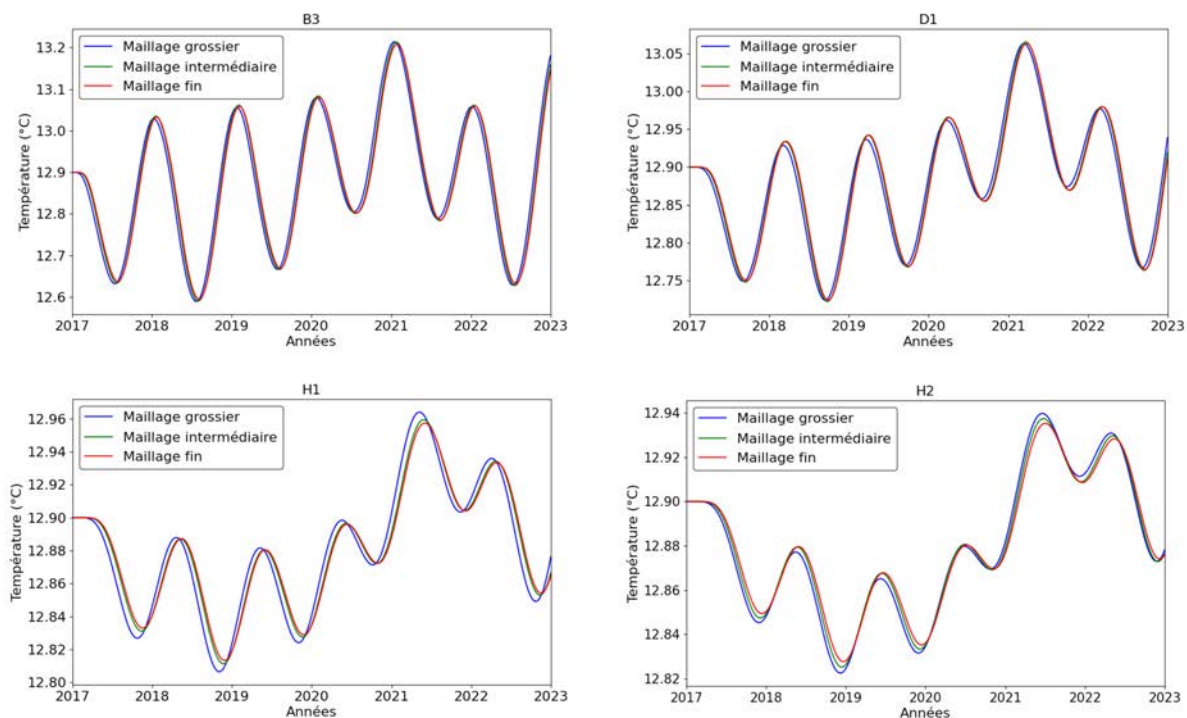 B3
Température (°C)
13.2
13.1
13.0
12.9
12.8
12.7
12.6
Maillage grossier
Maillage intermédiaire
Maillage fin
2017 2018 2019 2020 2021 2022 2023
Années
D1
Température (°C)
13.05
13.00
12.95
12.90
12.85
12.80
12.75
Maillage grossier
Maillage intermédiaire
Maillage fin
2017 2018 2019 2020 2021 2022 2023
Années
H1
Température (°C)
12.96
12.94
12.92
12.90
12.88
12.86
12.84
12.82
12.80
Maillage grossier
Maillage intermédiaire
Maillage fin
2017 2018 2019 2020 2021 2022 2023
Années
H2
Température (°C)
12.94
12.92
12.90
12.88
12.86
12.84
12.82
Maillage grossier
Maillage intermédiaire
Maillage fin
2017 2018 2019 2020 2021 2022 2023
Années